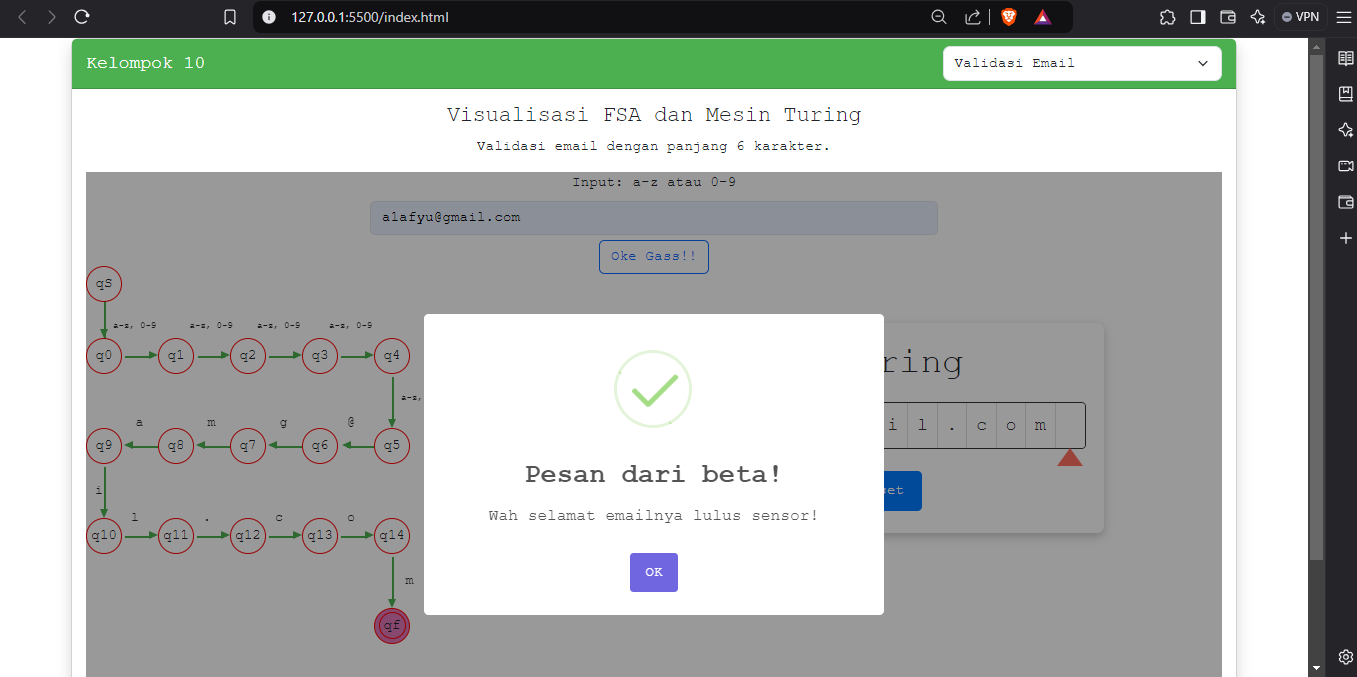 127.0.0.1:5500/index.html
VPN
Kelompok 10
Validasi Email
Visualisasi FSA dan Mesin Turing
Validasi email dengan panjang 6 karakter.
Input: a-z atau 0-9
alafyu@gmail.com
Oke Gass!!
qS
a-z, 0-9 a-z, 0-9 a-z, 0-9 a-z, 0-9
q0 q1 q2 q3 q4
a-z,
a m g @
q9 q8 q7 q6 q5
i
l . c o
q10 q11 q12 q13 q14
m
qf
ring
i l . c o m
et
Pesan dari beta!
Wah selamat emailnya lulus sensor!
OK